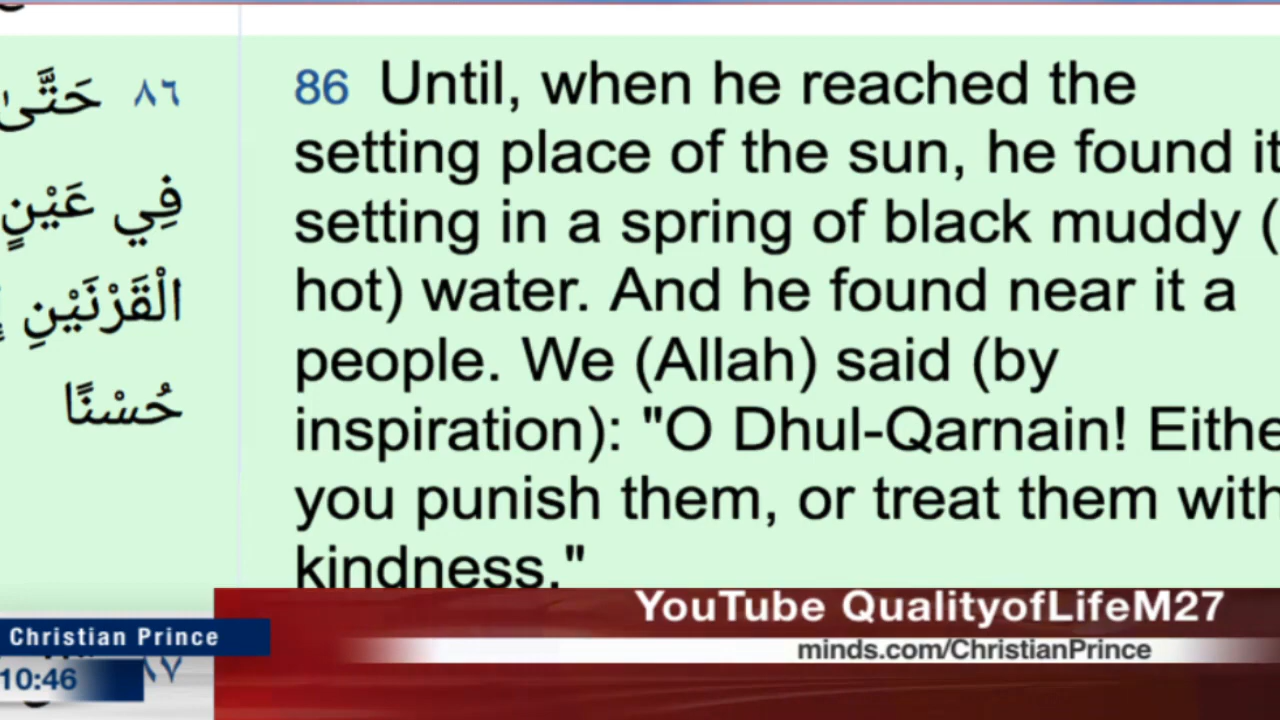 ٨٦ حَتَّىٰ
فِي عَيْنٍ
الْقَرْنَيْنِ
حُسْنًا
86 Until, when he reached the
setting place of the sun, he found it
setting in a spring of black muddy (
hot) water. And he found near it a
people. We (Allah) said (by
inspiration): "O Dhul-Qarnain! Eithe
you punish them, or treat them with
kindness."
YouTube QualityofLifeM27
minds.com/ChristianPrince
Christian Prince
10:46